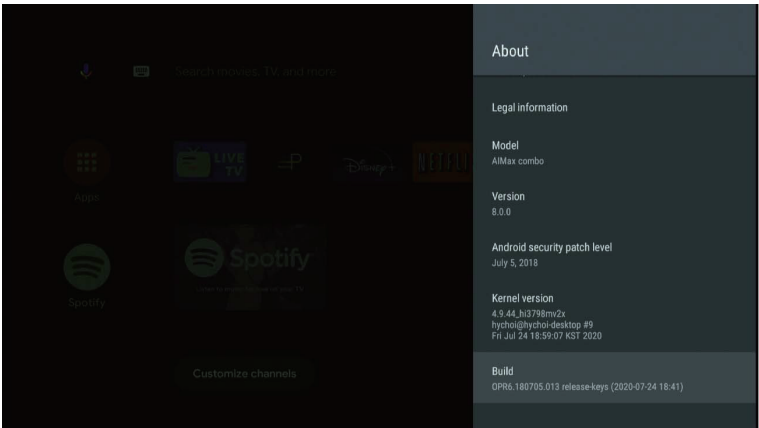 About
Search movies, TV, and more
Legal information
Model
AIMax combo
Version
8.0.0
Android security patch level
July 5, 2018
Kernel version
4.9.44_hi3798mv2x
hychoi@hychoi-desktop #9
Fri Jul 24 18:59:07 KST 2020
Build
OPR6.180705.013 release-keys (2020-07-24 18:41)
LIVE
TV
Disney+
NETFLI
Apps
Spotify
Spotify
Customize channels